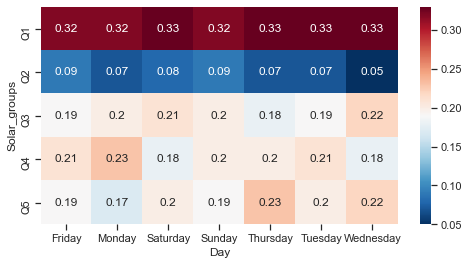 Solar_groups
Q1 0.32 0.32 0.33 0.32 0.33 0.33 0.33
Q2 0.09 0.07 0.08 0.09 0.07 0.07 0.05
Q3 0.19 0.2 0.21 0.2 0.18 0.19 0.22
Q4 0.21 0.23 0.18 0.2 0.2 0.21 0.18
Q5 0.19 0.17 0.2 0.19 0.23 0.2 0.22
Friday Monday Saturday Sunday Thursday Tuesday Wednesday
Day
0.30
0.25
0.20
0.15
0.10
0.05